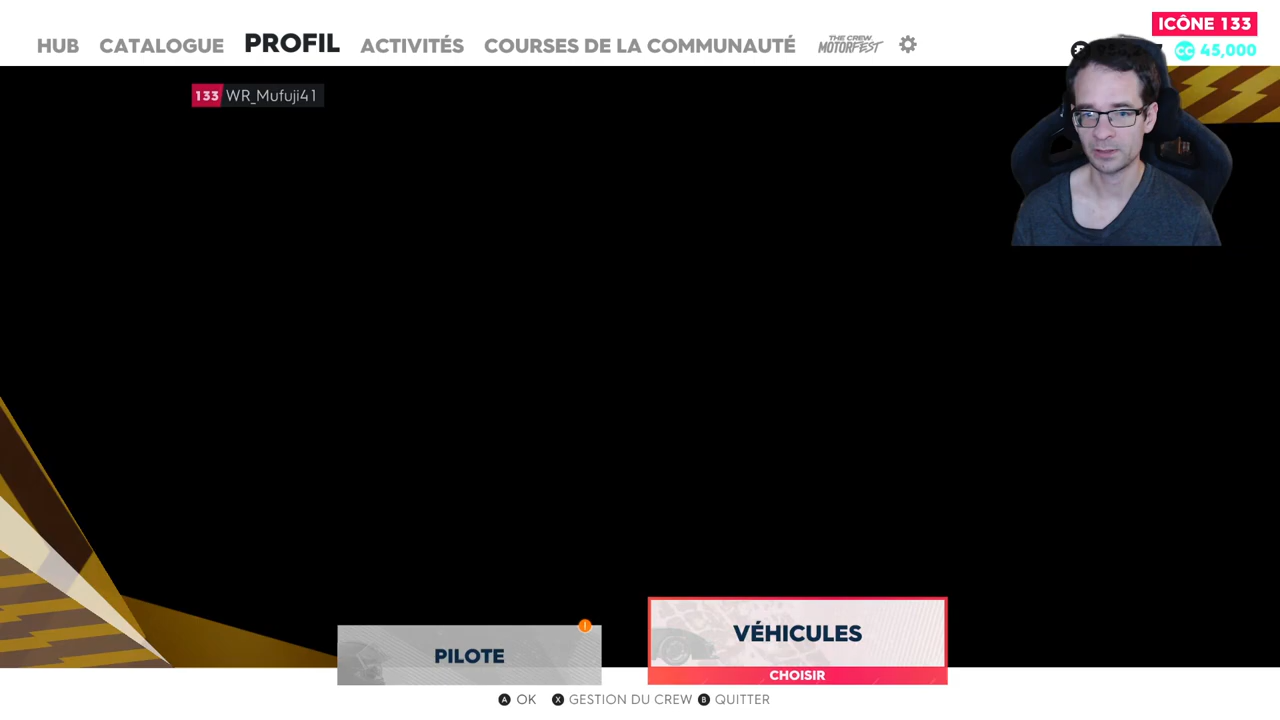 ICÔNE 133
HUB CATALOGUE PROFIL ACTIVITÉS COURSES DE LA COMMUNAUTÉ THE CREW MOTORFEST
CC 45,000
133 WR_Mufuji41
PILOTE
!
VÉHICULES
CHOISIR
A OK X GESTION DU CREW B QUITTER